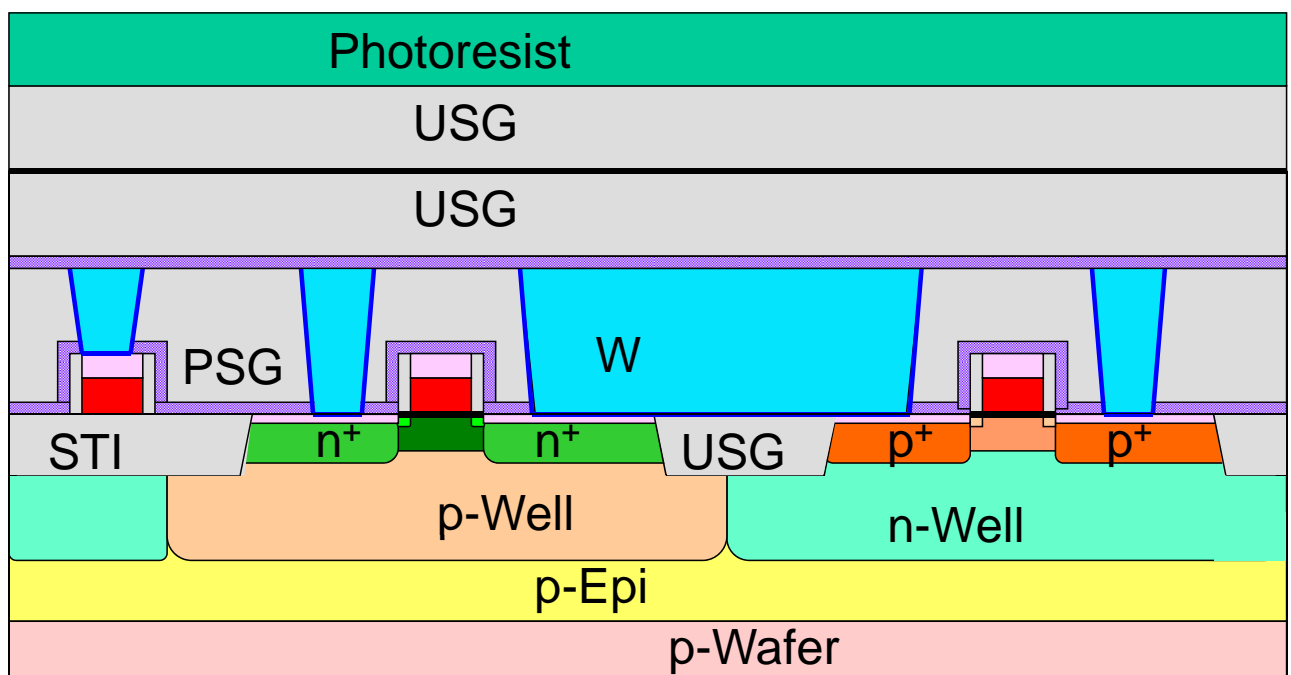 Photoresist
USG
USG
PSG
W
STI
n+
n+
USG
p+
p+
p-Well
n-Well
p-Epi
p-Wafer